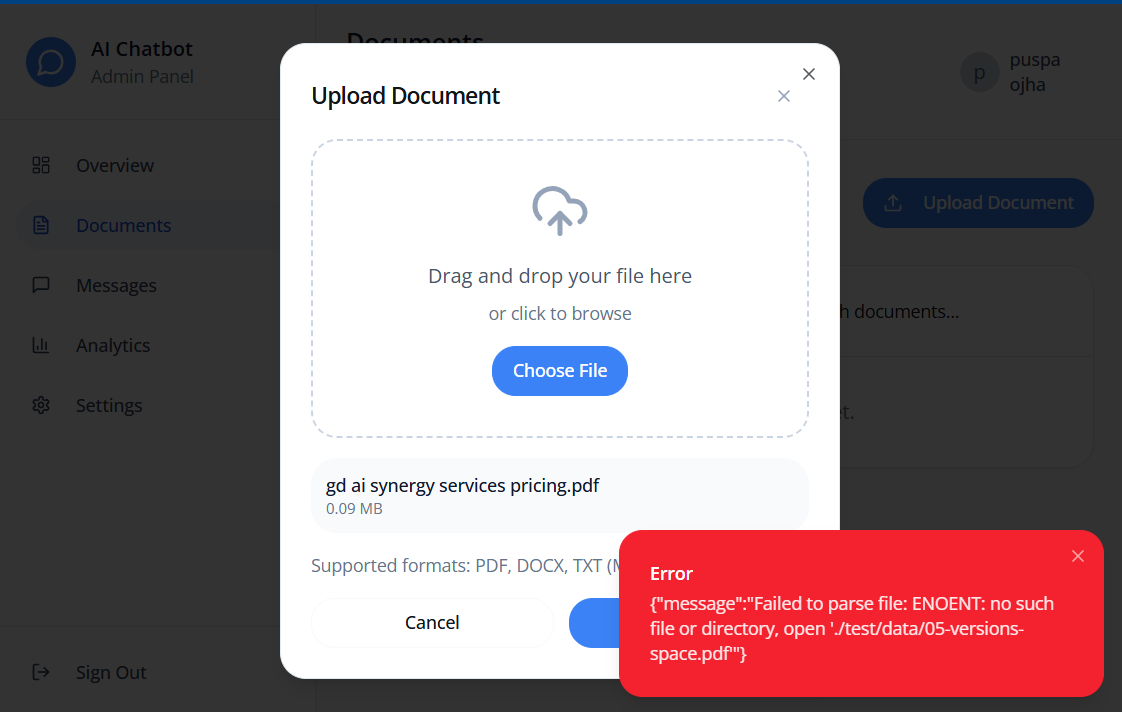 AI Chatbot
Admin Panel
Overview
Documents
Messages
Analytics
Settings
Sign Out
Documents
puspa
ojha
Upload Document
h documents...
et.
Upload Document
Drag and drop your file here
or click to browse
Choose File
gd ai synergy services pricing.pdf
0.09 MB
Supported formats: PDF, DOCX, TXT
Cancel
Error
{"message":"Failed to parse file: ENOENT: no such
file or directory, open './test/data/05-versions-
space.pdf'"}